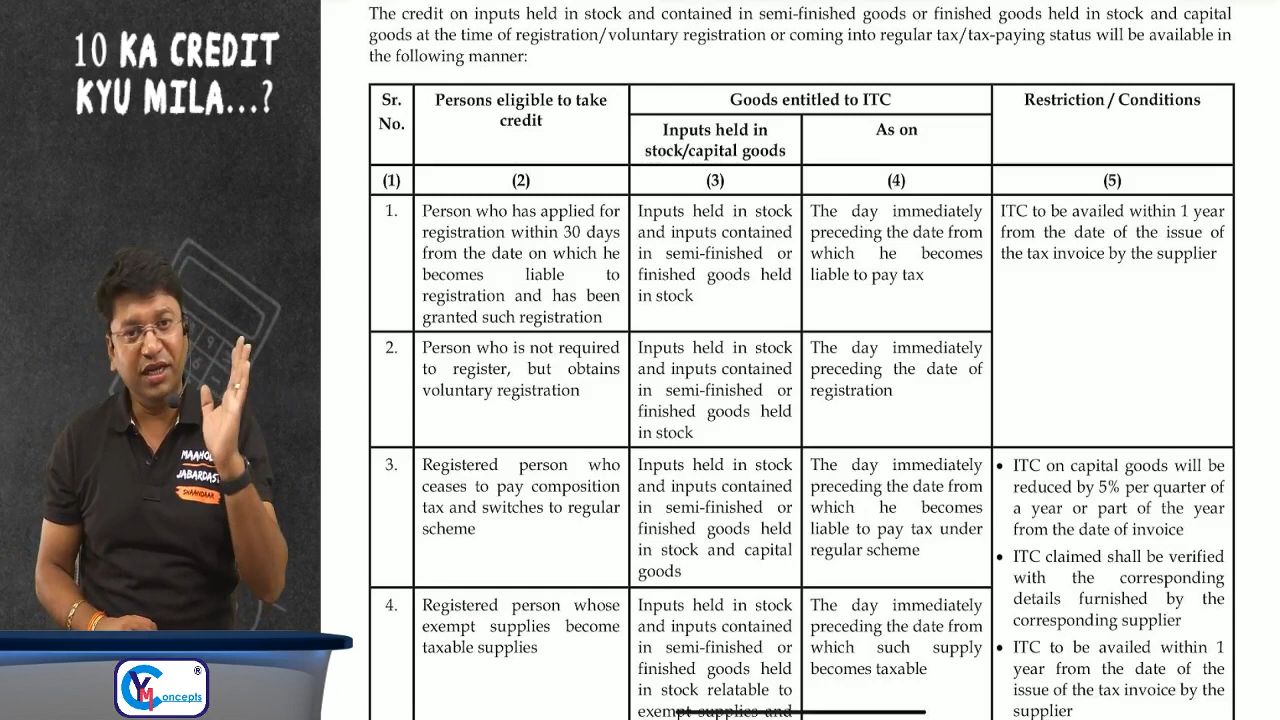 10 KA CREDIT
KYU MILA...?
The credit on inputs held in stock and contained in semi-finished goods or finished goods held in stock and capital
goods at the time of registration/voluntary registration or coming into regular tax/tax-paying status will be available in
the following manner:
Sr.
No.
Persons eligible to take
credit
Goods entitled to ITC
Restriction / Conditions
Inputs held in
stock/capital goods
As on
(1)
(2)
(3)
(4)
(5)
1.
Person who has applied for
registration within 30 days
from the date on which he
becomes liable to
registration and has been
granted such registration
Inputs held in stock
and inputs contained
in semi-finished or
finished goods held
in stock
The day immediately
preceding the date from
which he becomes
liable to pay tax
ITC to be availed within 1 year
from the date of the issue of
the tax invoice by the supplier
2.
Person who is not required
to register, but obtains
voluntary registration
Inputs held in stock
and inputs contained
in semi-finished or
finished goods held
in stock
The day immediately
preceding the date of
registration
3.
Registered person who
ceases to pay composition
tax and switches to regular
scheme
Inputs held in stock
and inputs contained
in semi-finished or
finished goods held
in stock and capital
goods
The day immediately
preceding the date from
which he becomes
liable to pay tax under
regular scheme
• ITC on capital goods will be
reduced by 5% per quarter of
a year or part of the year
from the date of invoice
• ITC claimed shall be verified
with the corresponding
details furnished by the
corresponding supplier
• ITC to be availed within 1
year from the date of the
issue of the tax invoice by the
supplier
4.
Registered person whose
exempt supplies become
taxable supplies
Inputs held in stock
and inputs contained
in semi-finished or
finished goods held
in stock relatable to
exempt supplies and
The day immediately
preceding the date from
which such supply
becomes taxable
MAAHOL
JABARDAST
SHAANDAAR
CYM
oncepts
®